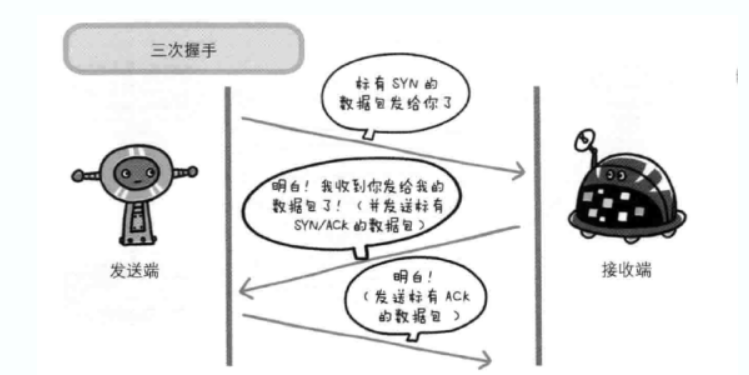 三次握手
标有 SYN 的
数据包发给你了
明白! 我收到你发给我的
数据包了! (并发送标有
SYN/ACK 的数据包)
明白!
(发送标有 ACK
的数据包)
发送端
接收端